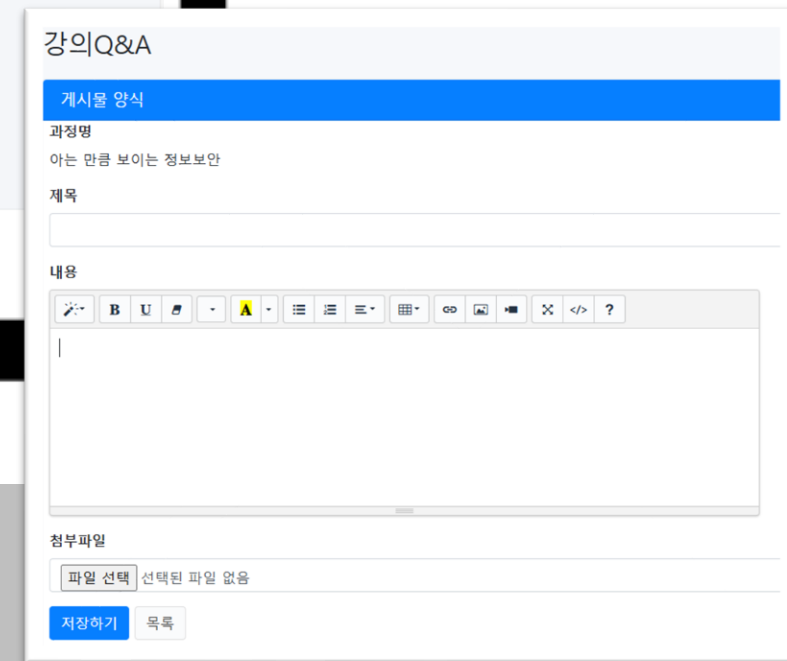 강의Q&A
게시물 양식
과정명
아는 만큼 보이는 정보보안
제목
내용
B U A </> ?
첨부파일
파일 선택 선택된 파일 없음
저장하기 목록